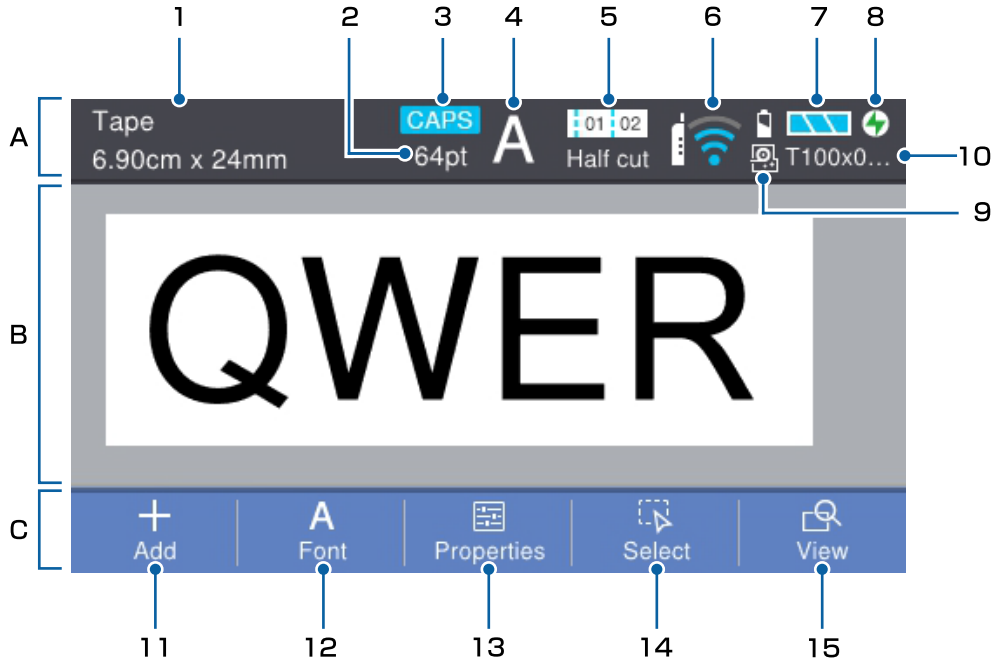 1 2 3 4 5 6 7 8
A
Tape
CAPS
A
01 02
6.90cm x 24mm
64pt
Half cut
T100x0...
10
9
B
QWER
C
A
Add
Font
Properties
Select
View
11 12 13 14 15